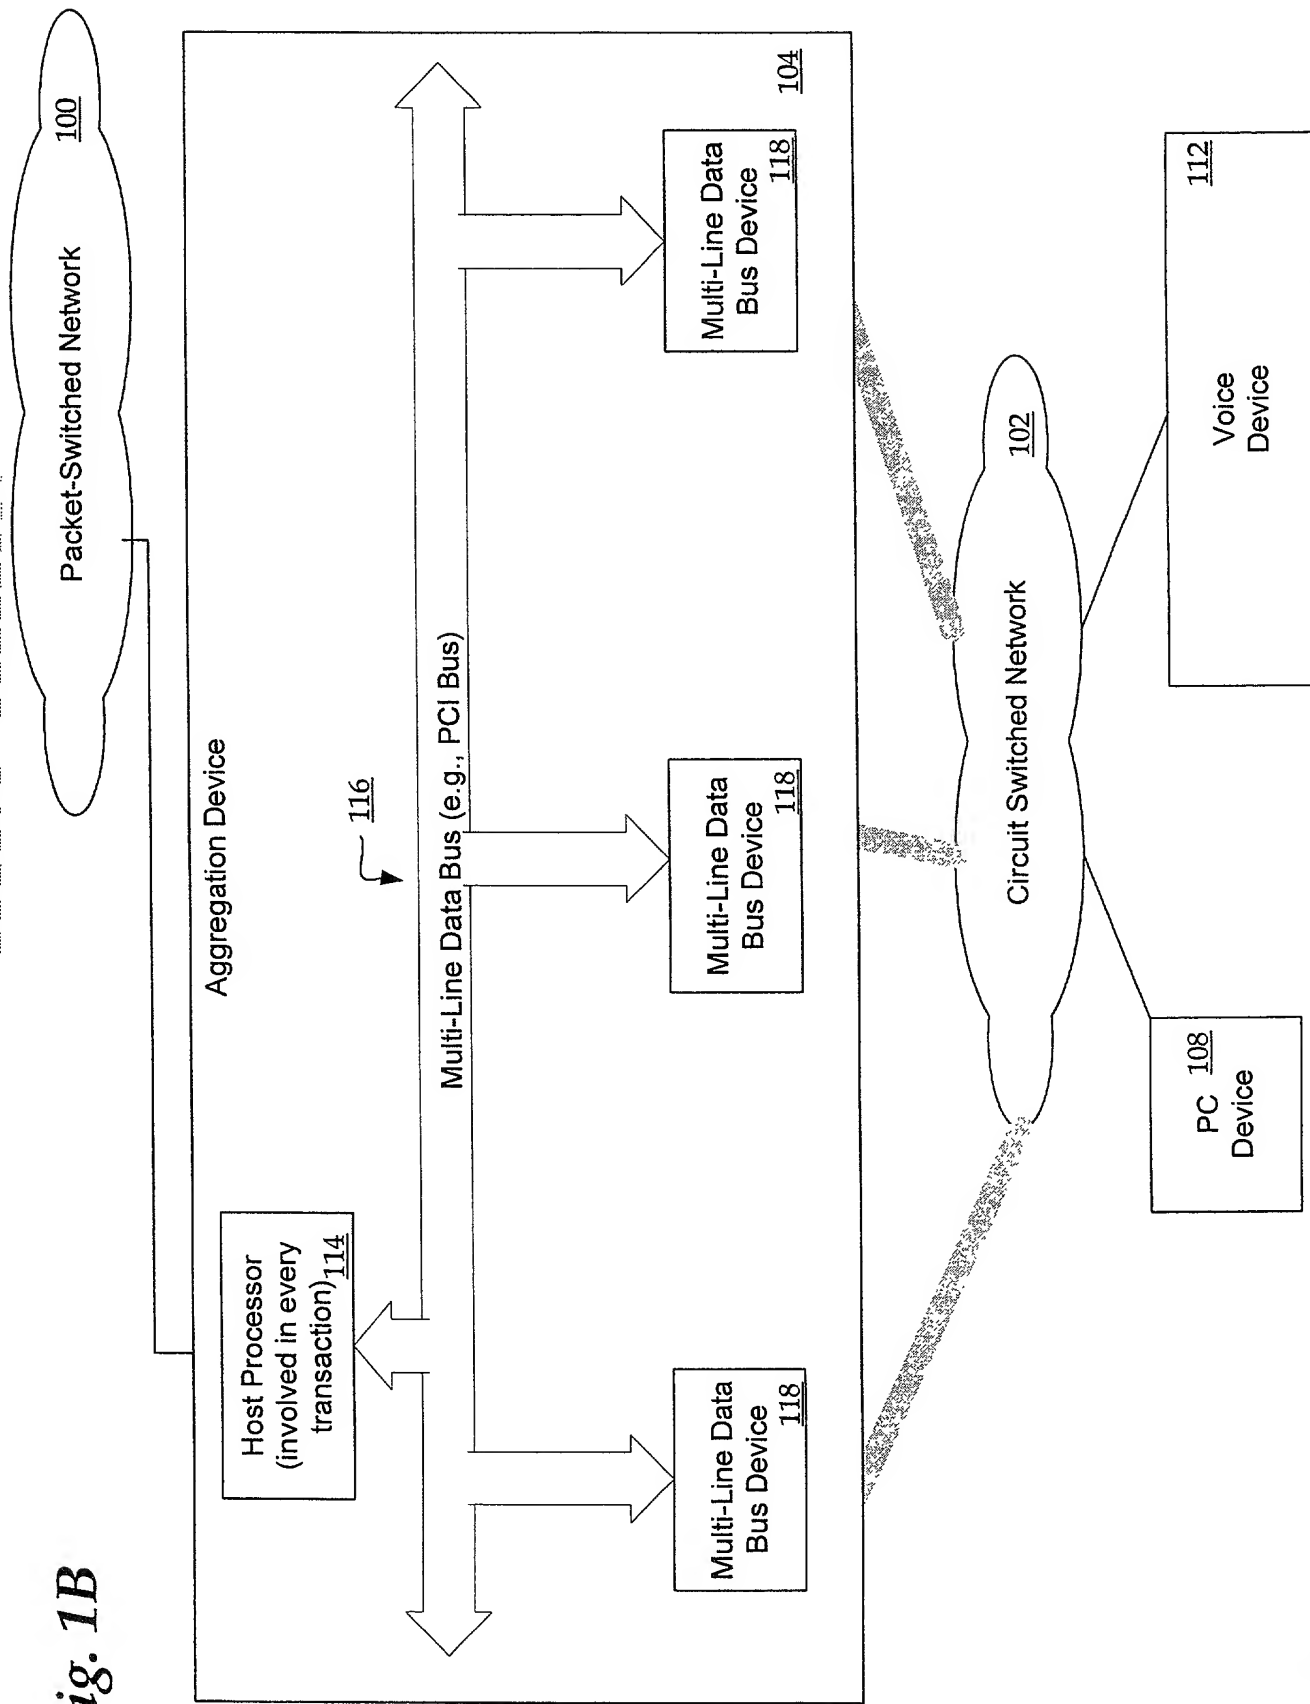 ig. 1B
Packet-Switched Network
100
Aggregation Device
104
Host Processor
(involved in every
transaction)
114
116
Multi-Line Data Bus (e.g., PCI Bus)
Multi-Line Data
Bus Device
118
Multi-Line Data
Bus Device
118
Multi-Line Data
Bus Device
118
Circuit Switched Network
102
PC
108
Device
Voice
Device
112